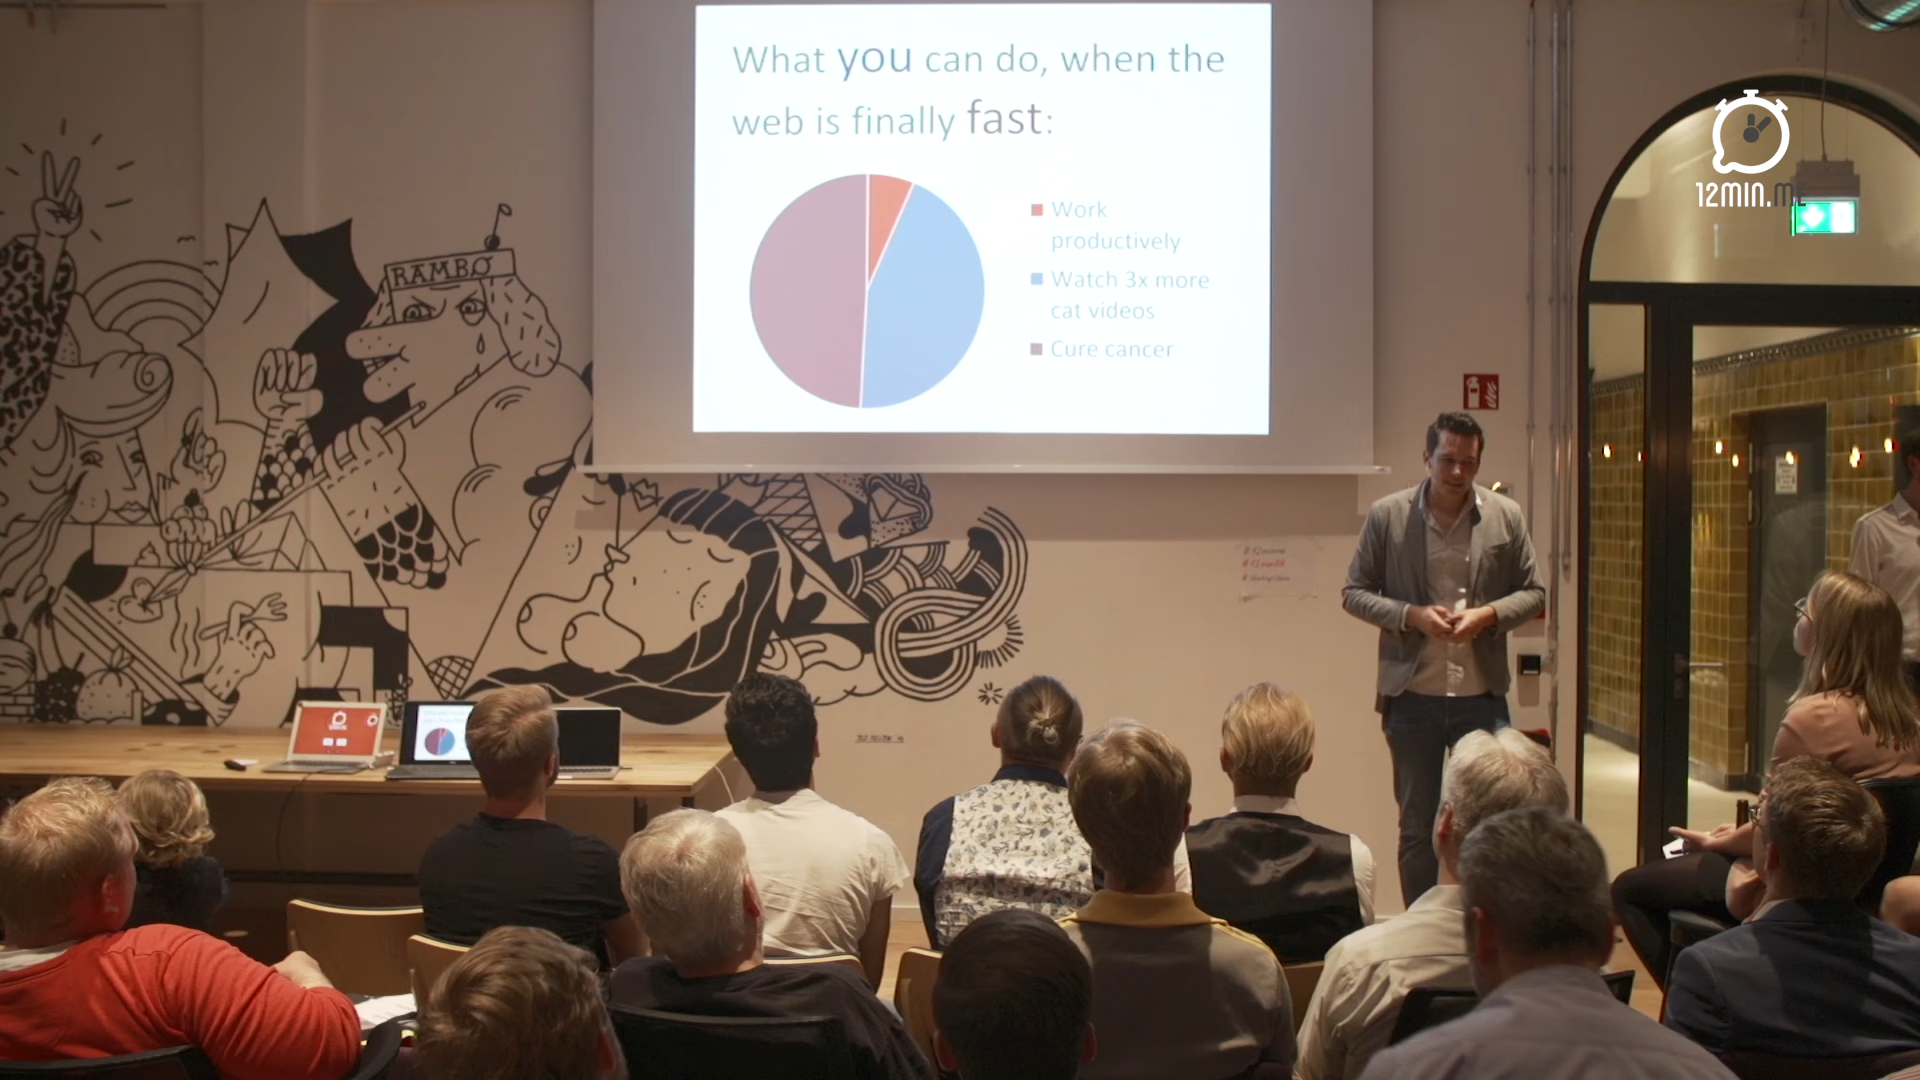 What you can do, when the
web is finally fast:
Work
productively
Watch 3x more
cat videos
Cure cancer
12MIN.ME
RAMBO